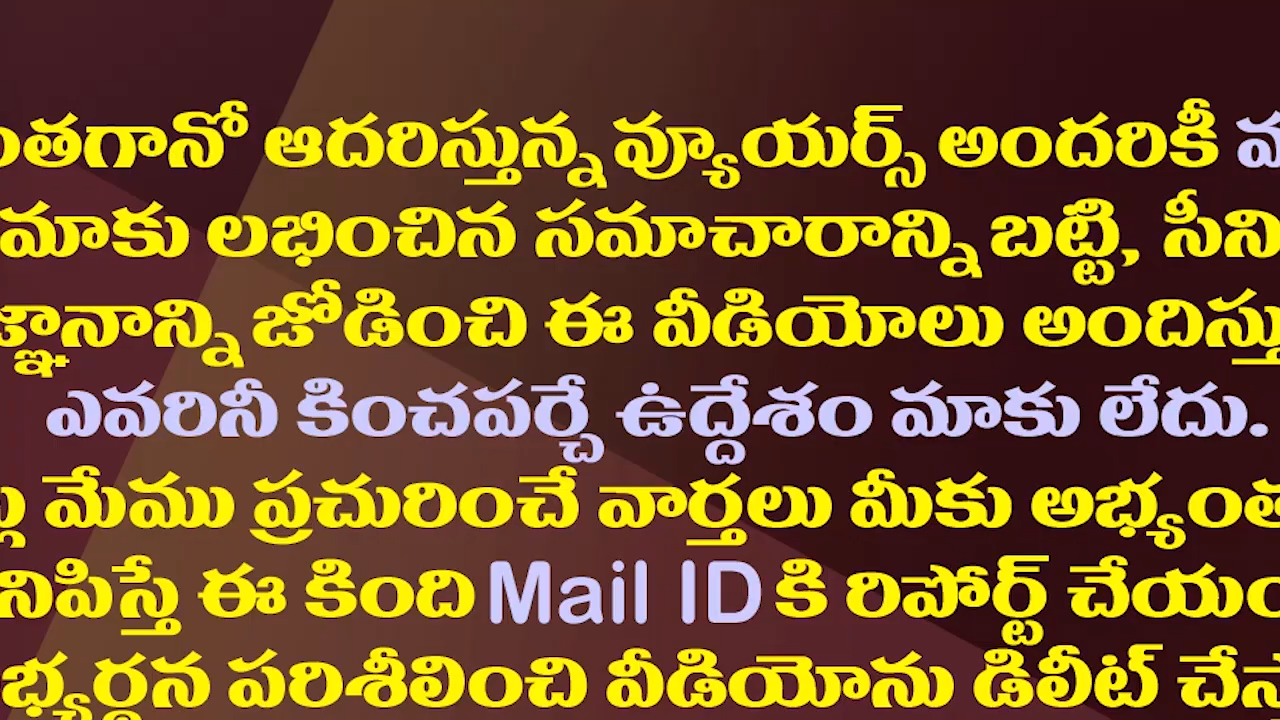 ంతగానో ఆదరిస్తున్న వ్యూయర్స్ అందరికీ
మాకు లభించిన సమాచారాన్ని బట్టి, సీని
జ్ఞానాన్ని జోడించి ఈ వీడియోలు అందిస్తు
ఎవరినీ కించపర్చే ఉద్దేశం మాకు లేదు.
మేము ప్రచురించే వార్తలు మీకు అభ్యంత
నిపిస్తే ఈ కింది Mail ID కి రిపోర్ట్ చేయం
భ్యర్థన పరిశీలించి వీడియోను డిలీట్ చేస